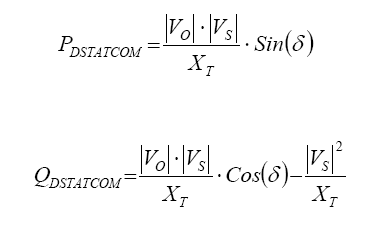 P_DSTATCOM = |V_O|·|V_S| / X_T · Sin(δ)
Q_DSTATCOM = |V_O|·|V_S| / X_T · Cos(δ) − |V_S|² / X_T